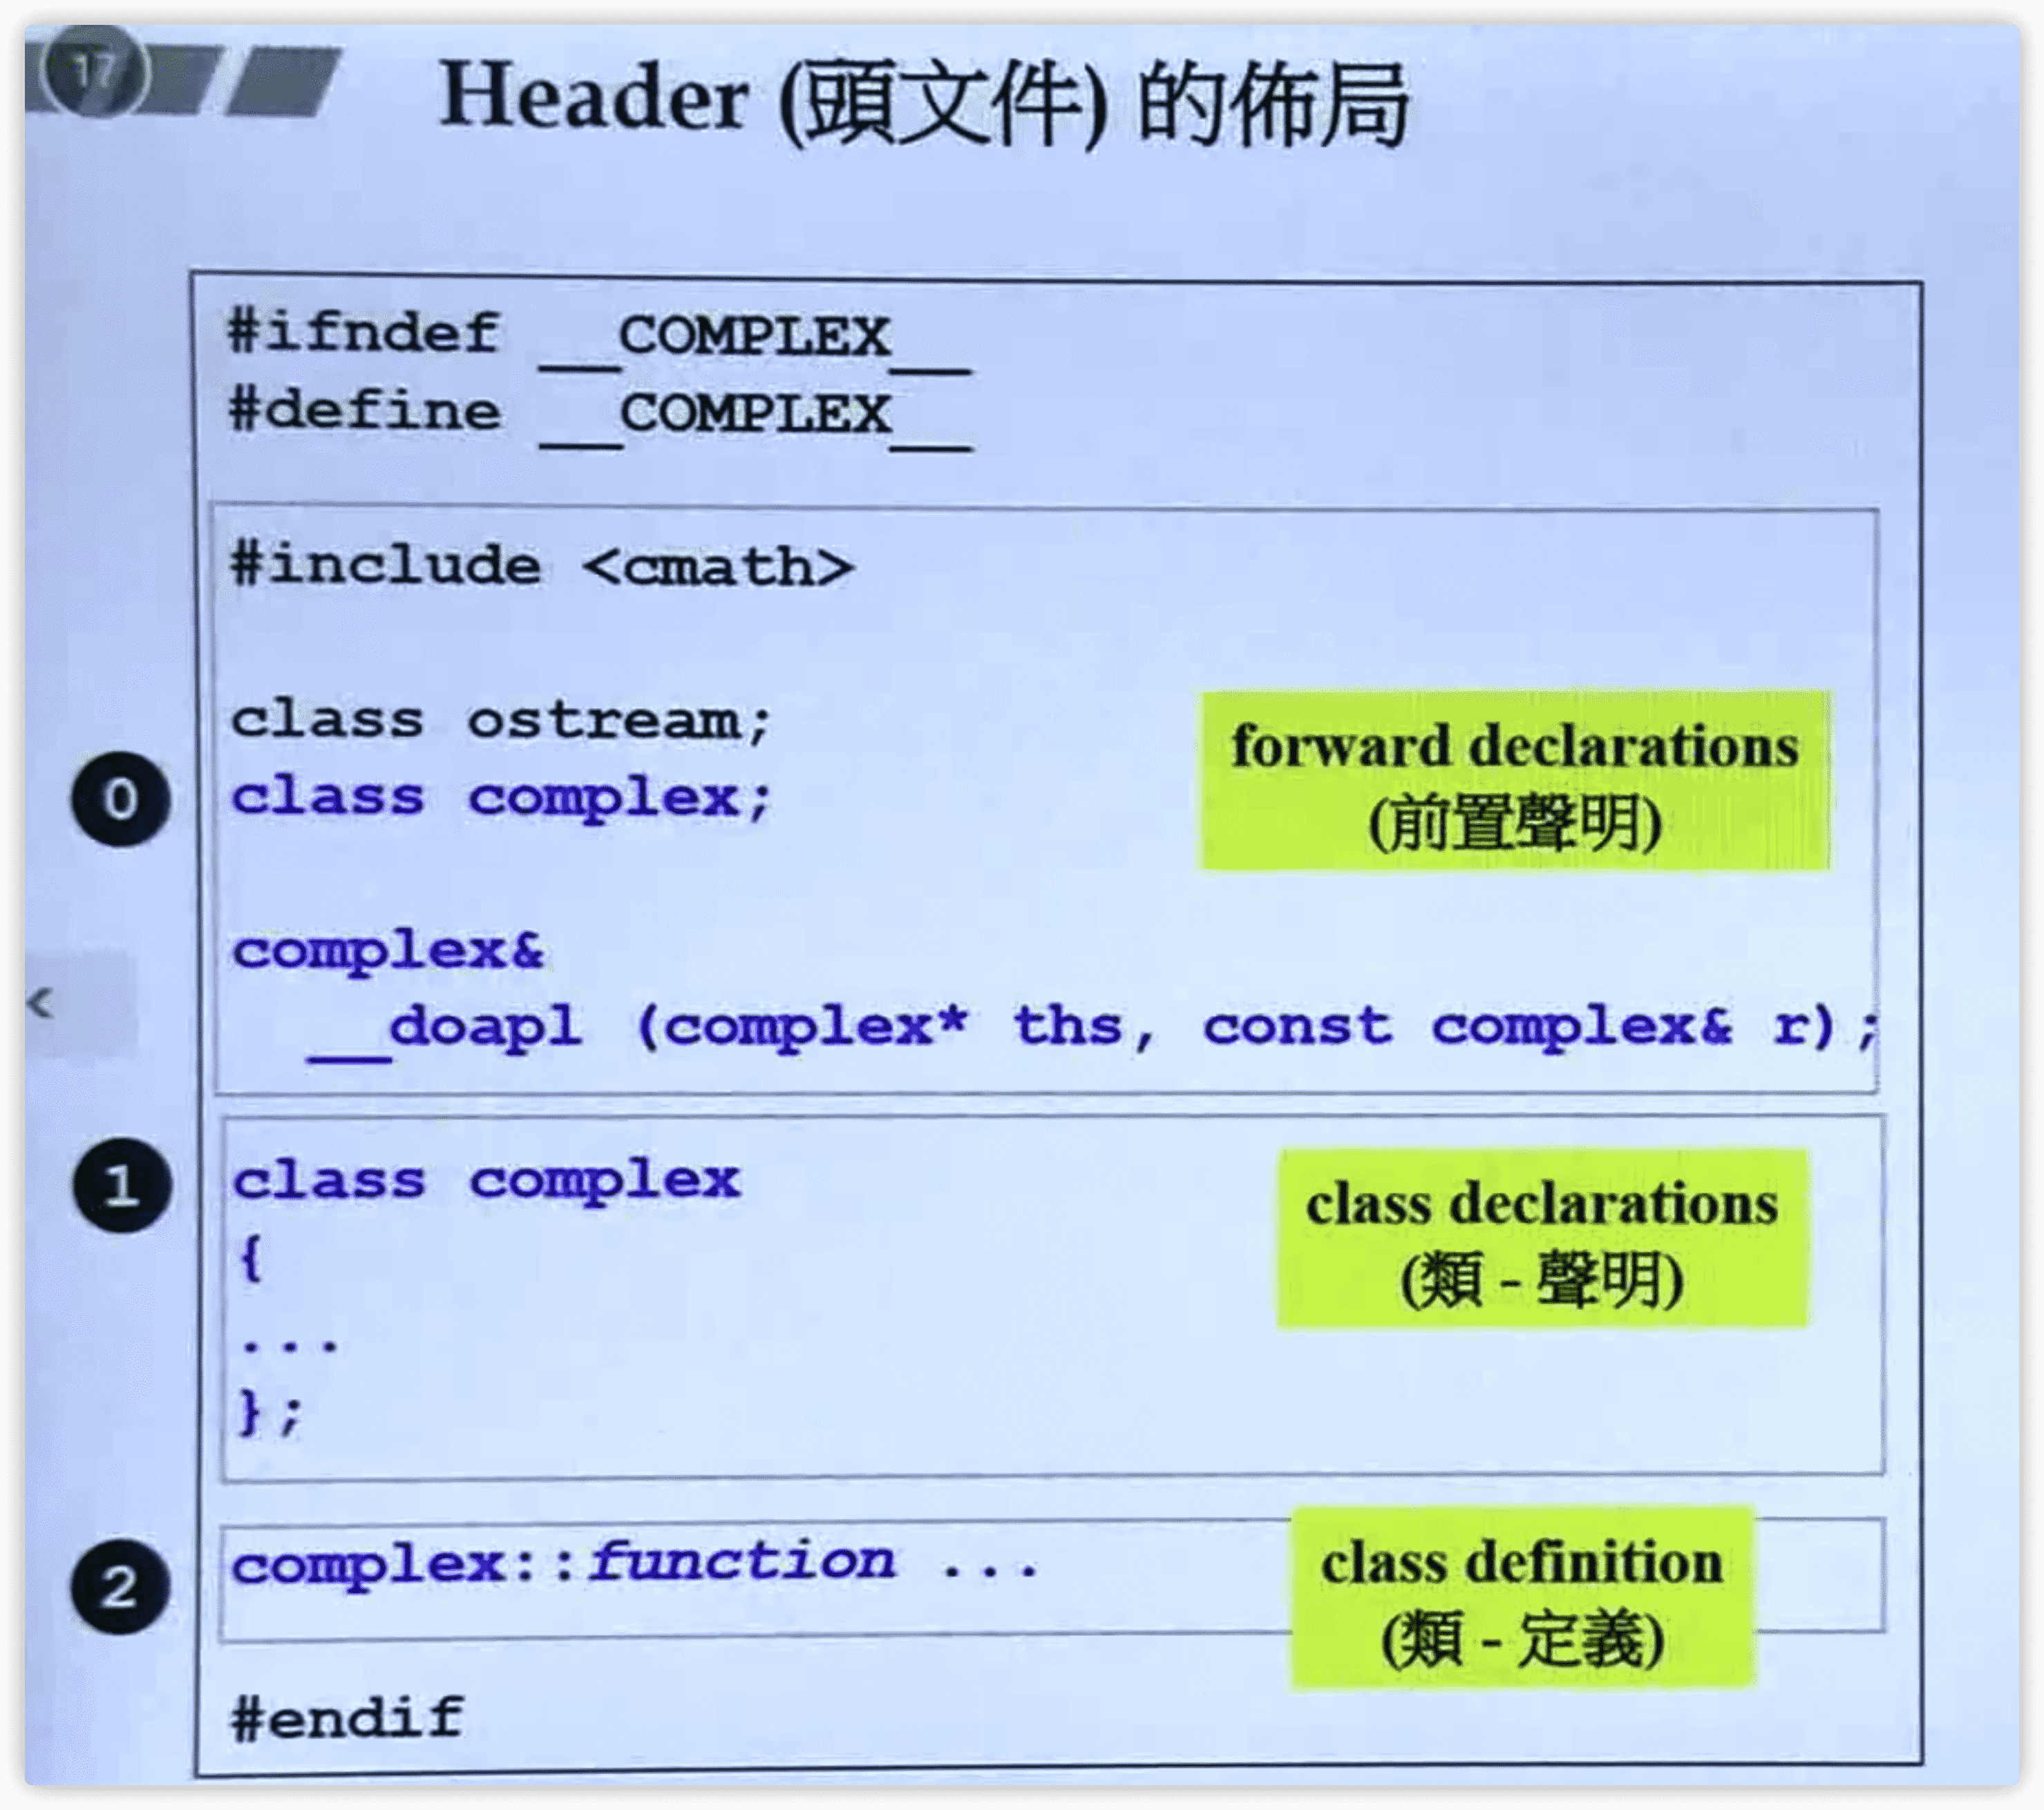 17
Header (頭文件) 的佈局
#ifndef __COMPLEX__
#define __COMPLEX__
#include <cmath>
class ostream;
class complex;
forward declarations
(前置聲明)
0
complex&
__doapl (complex* ths, const complex& r);
<
1
class complex
{
...
};
class declarations
(類 - 聲明)
2
complex::function ...
class definition
(類 - 定義)
#endif